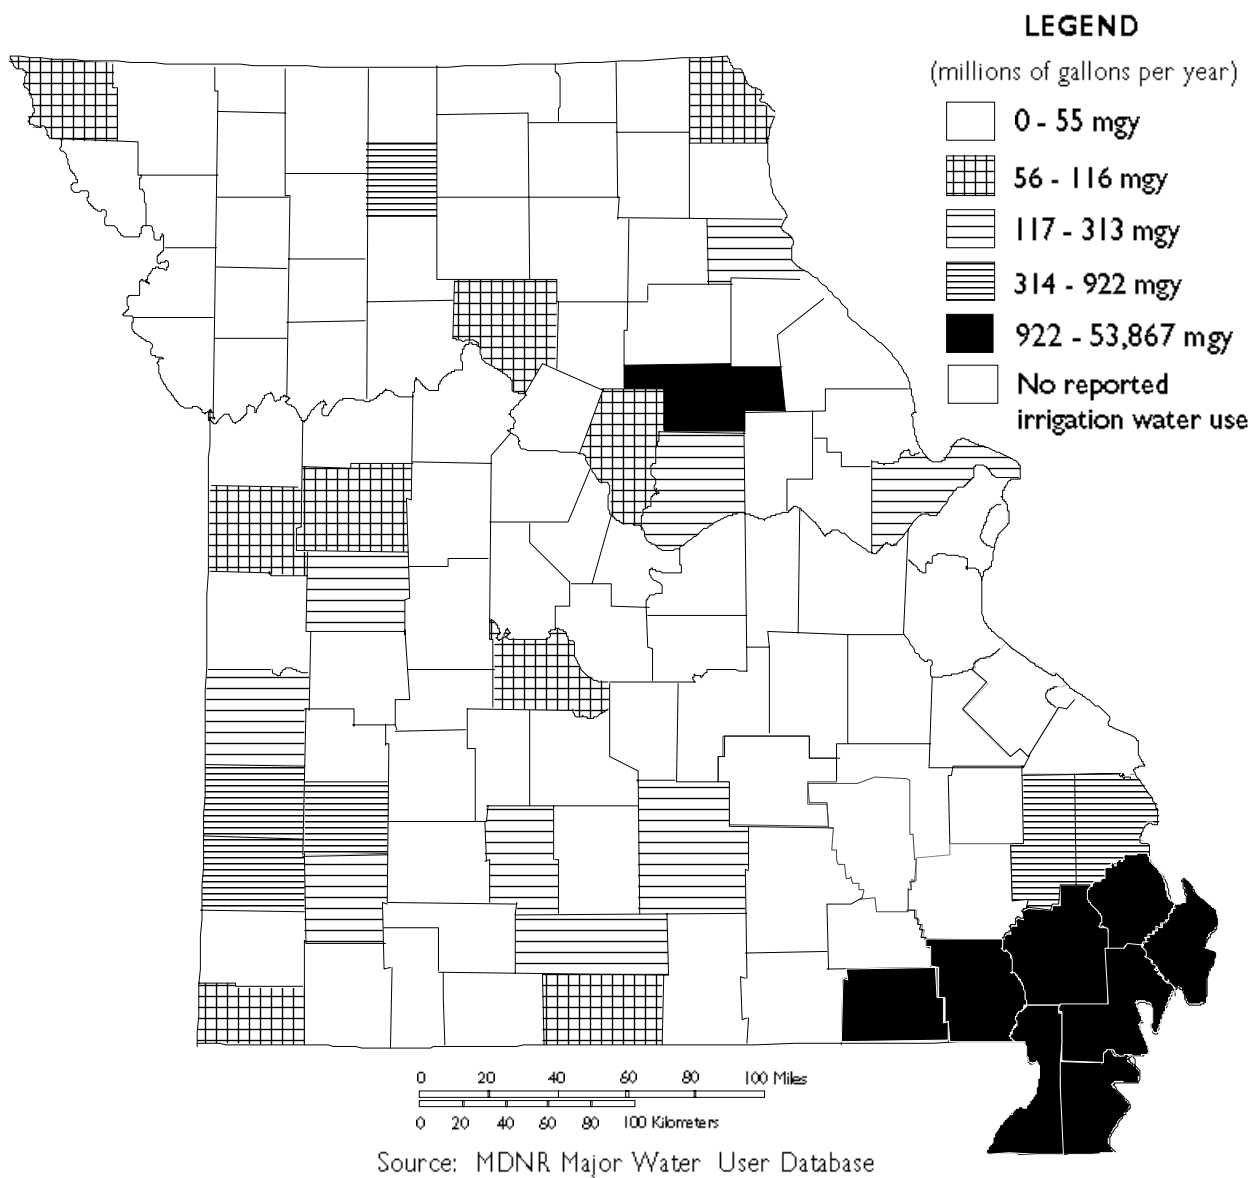 LEGEND
(millions of gallons per year)
0 - 55 mgy
56 - 116 mgy
117 - 313 mgy
314 - 922 mgy
922 - 53,867 mgy
No reported
irrigation water use
0 20 40 60 80 100 Miles
0 20 40 60 80 100 Kilometers
Source: MDNR Major Water User Database